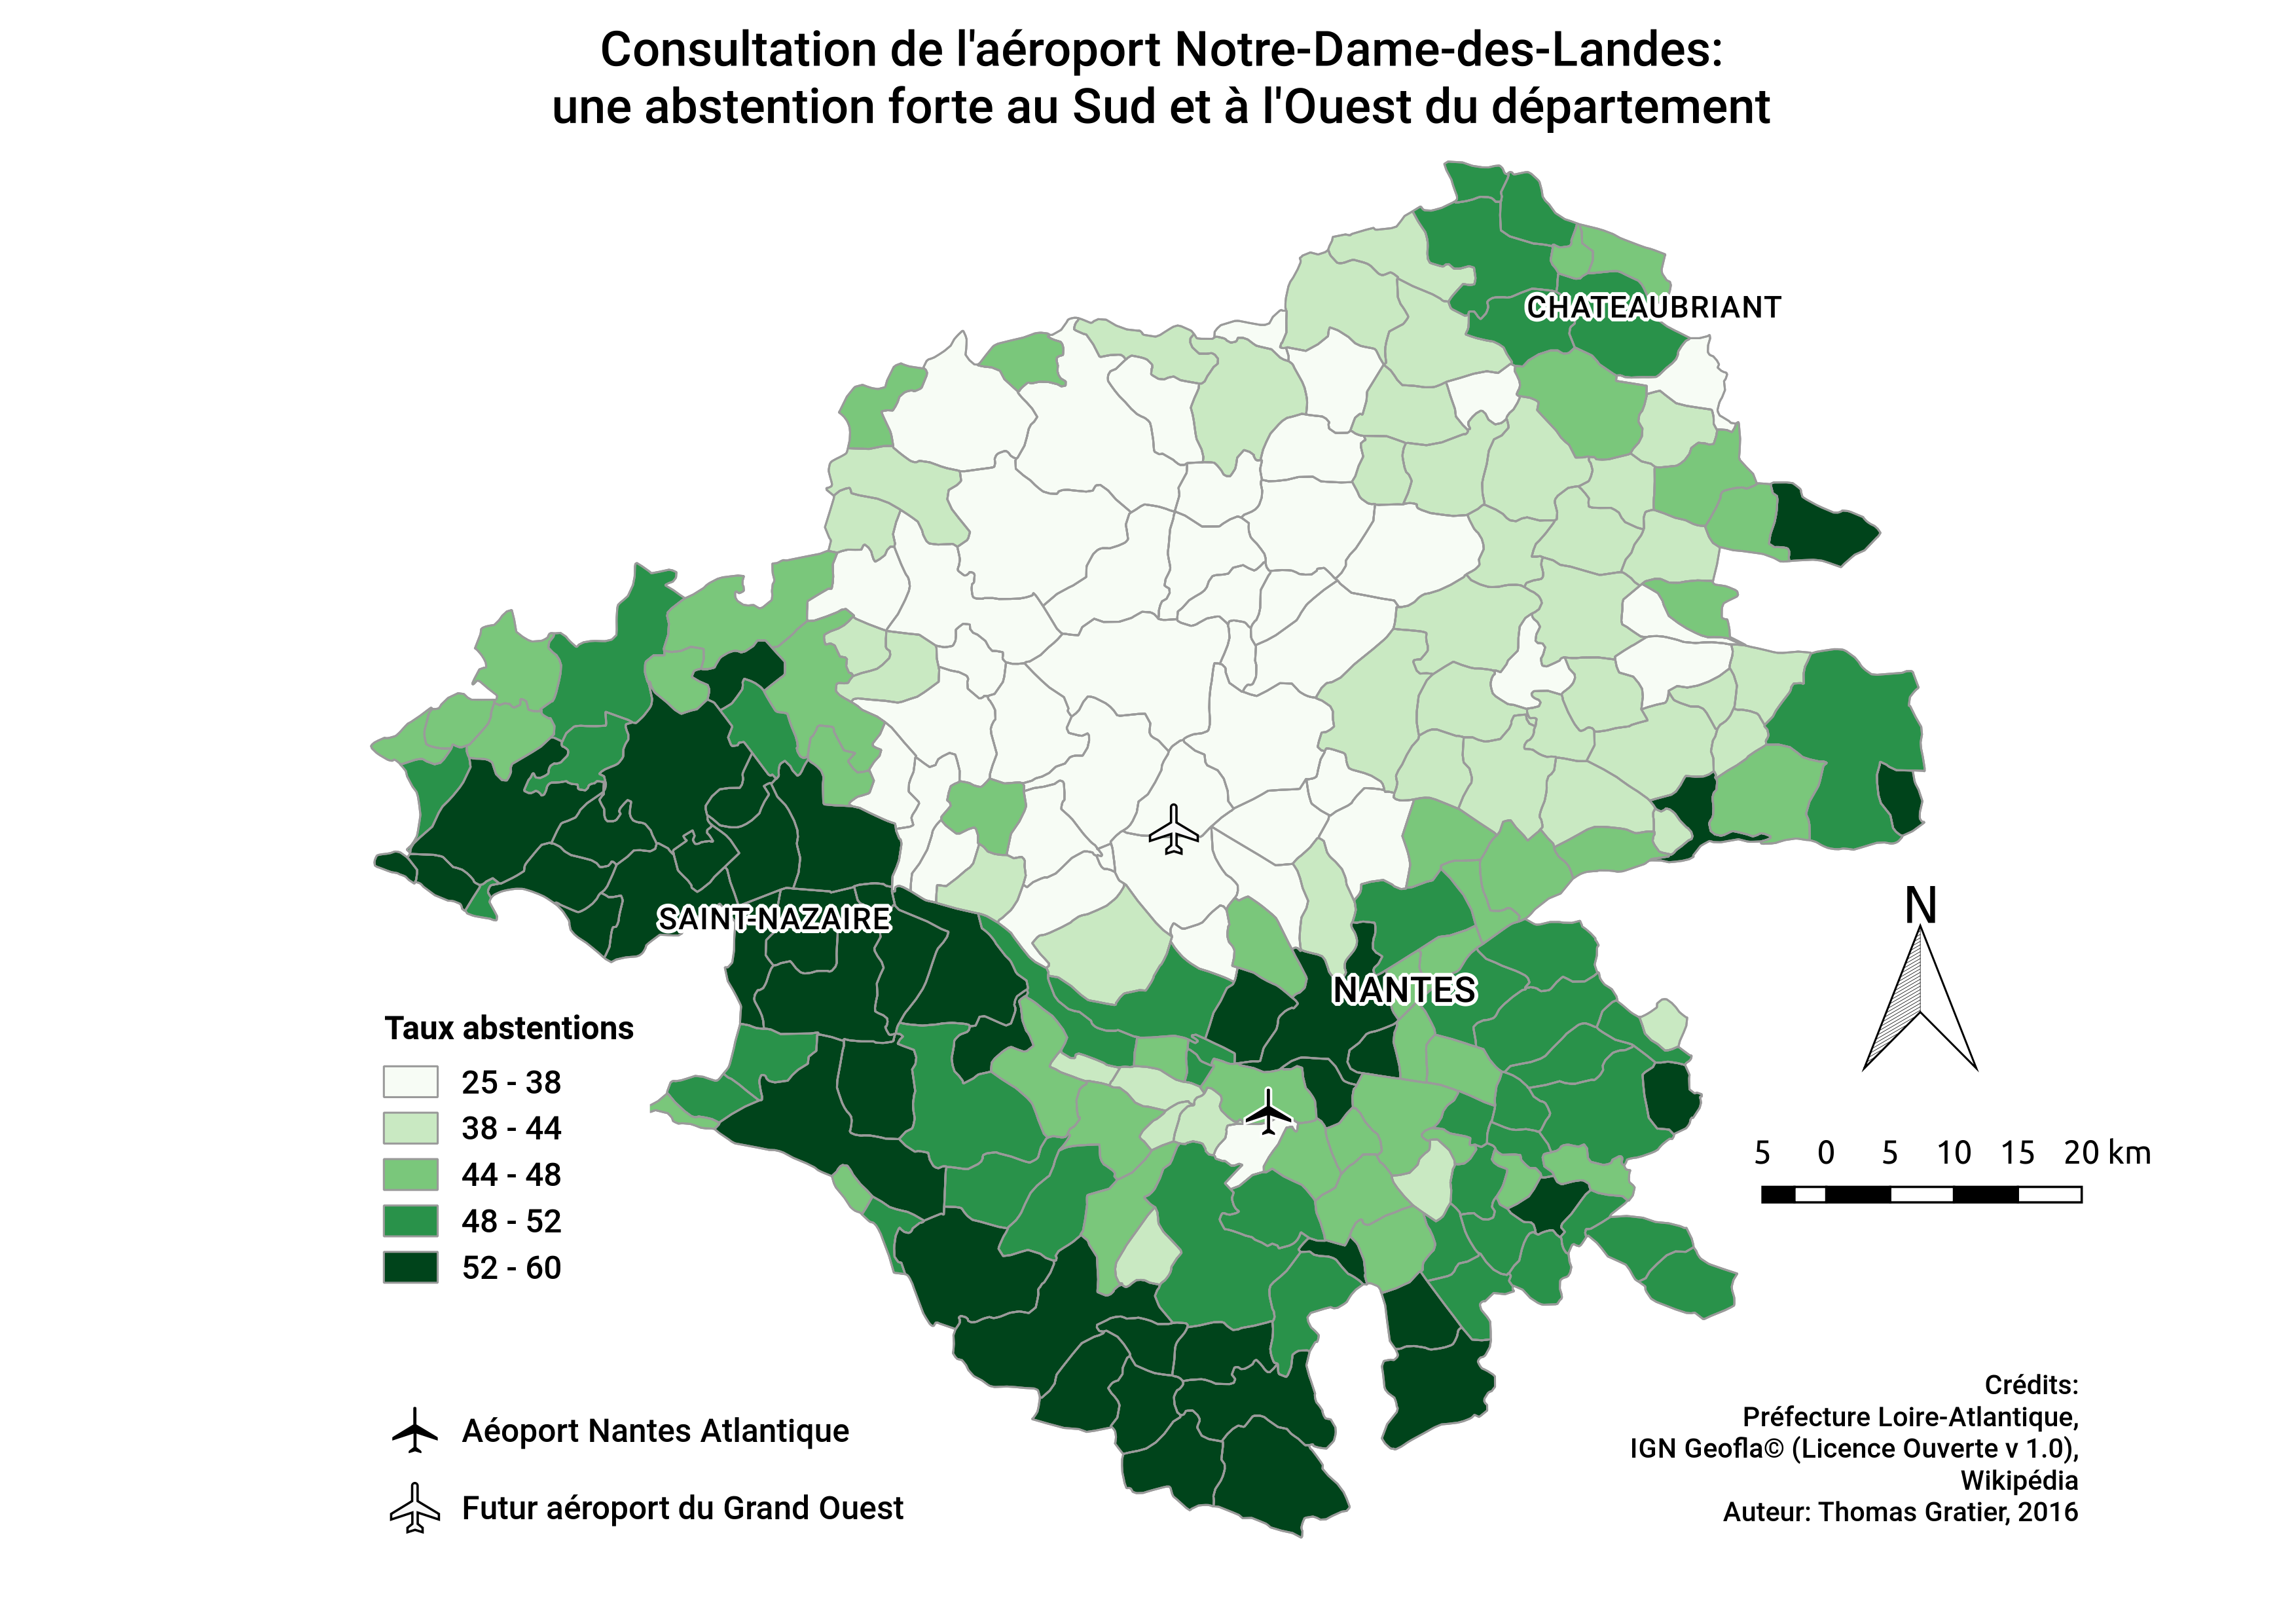 Consultation de l'aéroport Notre-Dame-des-Landes:
une abstention forte au Sud et à l'Ouest du département
CHATEAUBRIANT
SAINT-NAZAIRE
NANTES
N
Taux abstentions
25 - 38
38 - 44
44 - 48
48 - 52
52 - 60
5 0 5 10 15 20 km
Aéoport Nantes Atlantique
Futur aéroport du Grand Ouest
Crédits:
Préfecture Loire-Atlantique,
IGN Geofla© (Licence Ouverte v 1.0),
Wikipédia
Auteur: Thomas Gratier, 2016